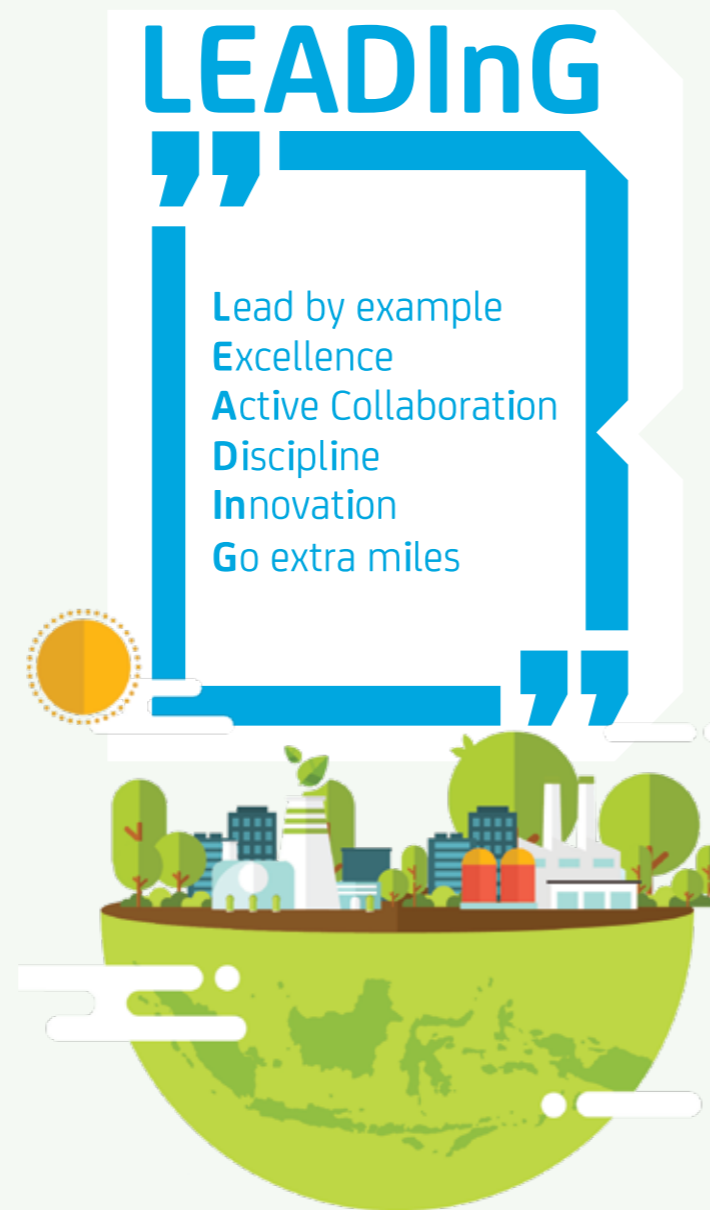 LEADInG
Lead by example
Excellence
Active Collaboration
Discipline
Innovation
Go extra miles